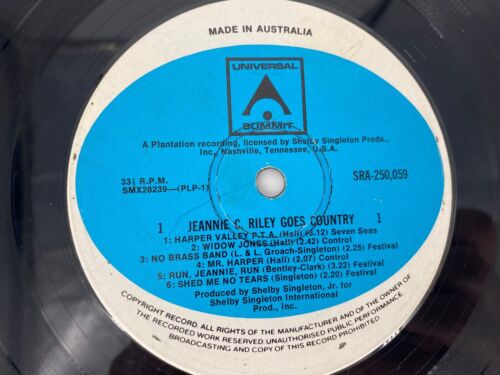 MADE IN AUSTRALIA
UNIVERSAL
SUMMIT
A Plantation recording, licensed by Shelby Singleton Prods.,
Inc., Nashville, Tennessee, U.S.A.
33⅓ R.P.M.
SMX28239—(PLP-1)
SRA-250,059
1 JEANNIE C. RILEY GOES COUNTRY 1
1: HARPER VALLEY P.T.A. (Hall) (3.12) Seven Seas
2: WIDOW JONES (Hall) (2.42) Control
3: NO BRASS BAND (L. & L. Groach-Singleton) (2.25) Festival
4: MR. HARPER (Hall) (2.07) Control
5: RUN, JEANNIE, RUN (Bentley-Clark) (3.22) Festival
6: SHED ME NO TEARS (Singleton) (2.20) Festival
Produced by Shelby Singleton, Jr. for
Shelby Singleton International
Prod., Inc.
COPYRIGHT RECORD. ALL RIGHTS OF THE MANUFACTURER AND OF THE OWNER OF
THE RECORDED WORK RESERVED. UNAUTHORISED PUBLIC PERFORMANCE
BROADCASTING AND COPY OF THIS RECORD PROHIBITED